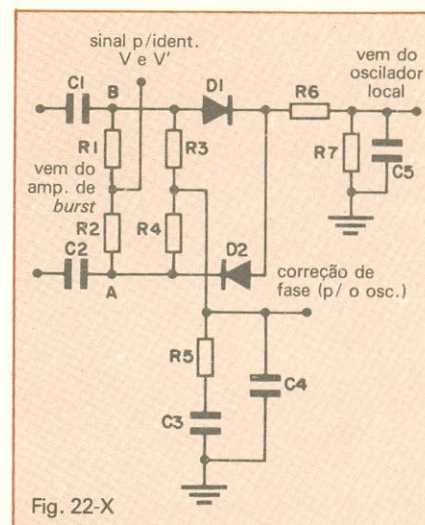 sinal p/ident.
V e V'
vem do
oscilador
local
C1
B
D1
R6
R1
R3
R7
C5
vem do
amp. de
burst
R2
R4
C2
A
D2
correção de
fase (p/ o osc.)
R5
C4
C3
Fig. 22-X